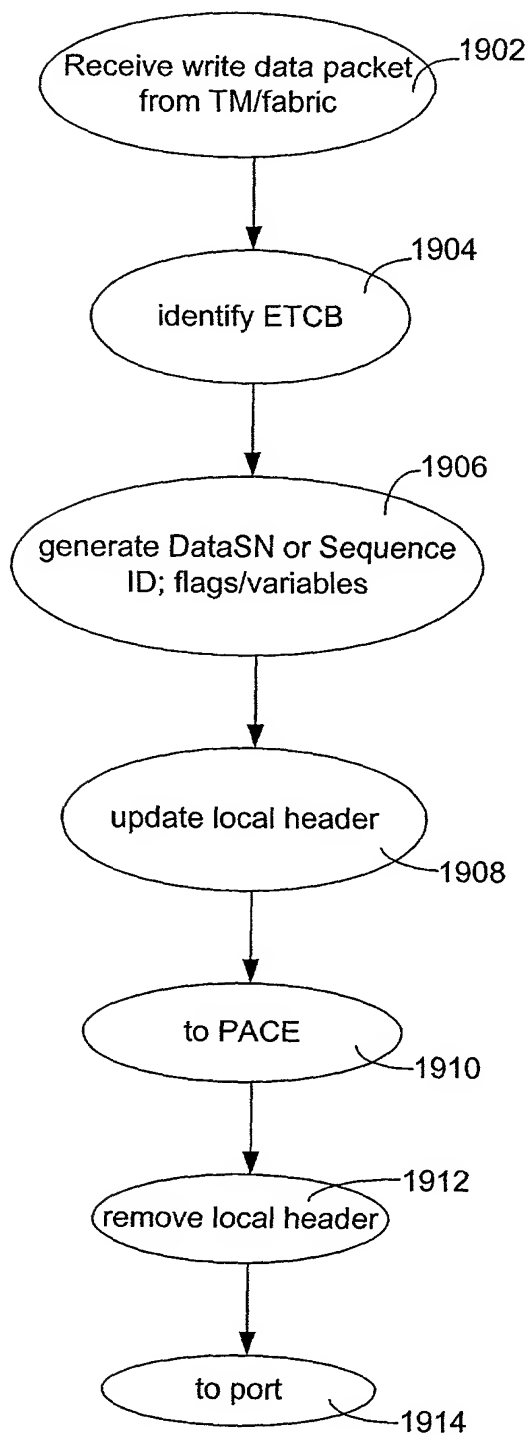 Receive write data packet
from TM/fabric
1902
1904
identify ETCB
1906
generate DataSN or Sequence
ID; flags/variables
update local header
1908
to PACE
1910
1912
remove local header
to port
1914